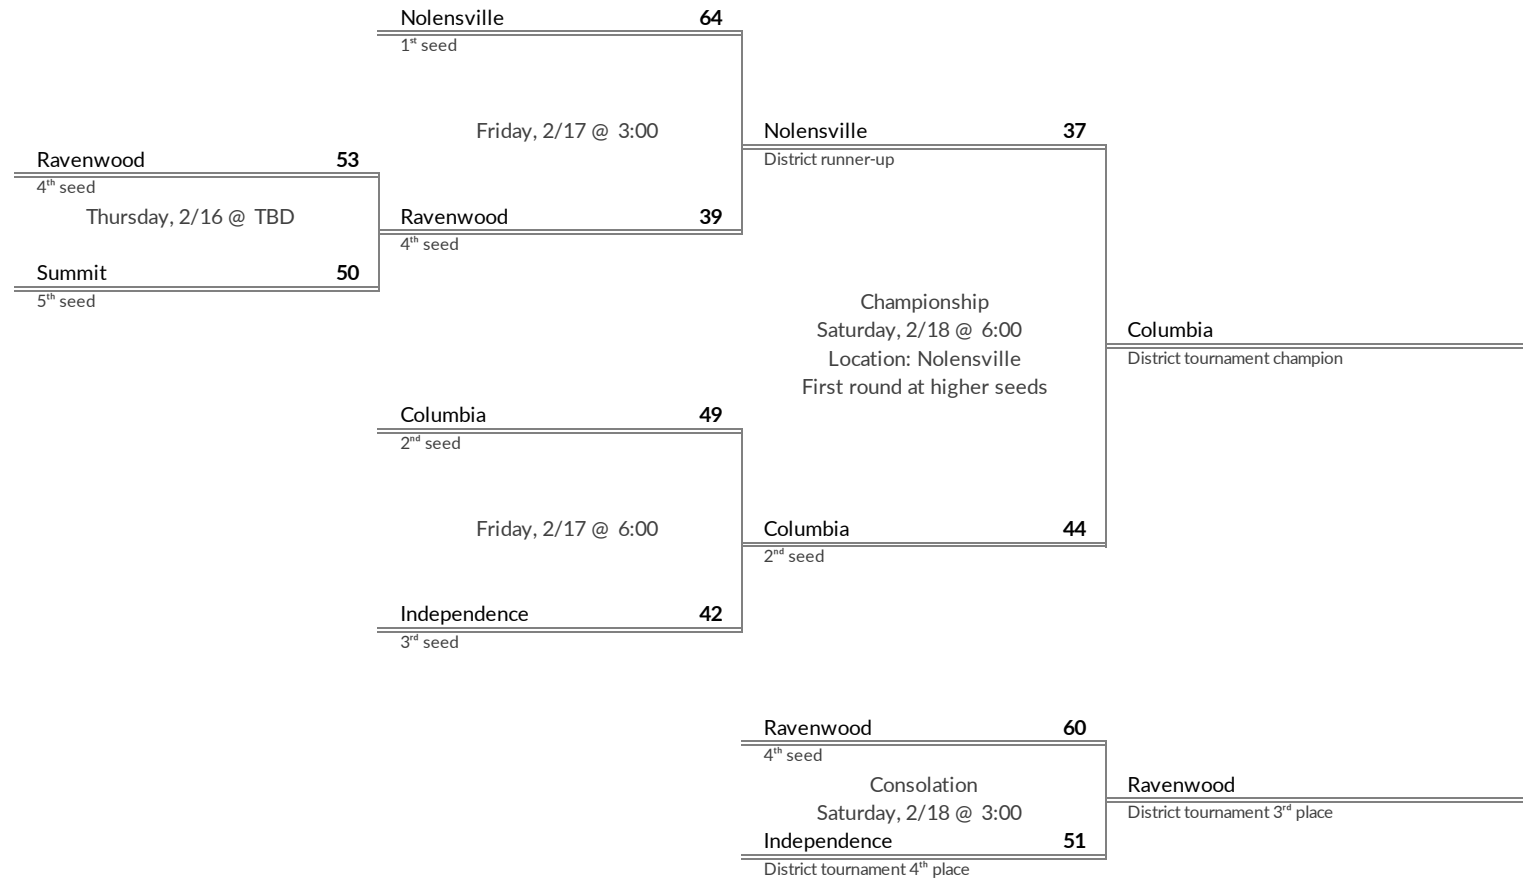 Nolensville 64
1st seed
Friday, 2/17 @ 3:00
Nolensville 37
District runner-up
Ravenwood 53
4th seed
Thursday, 2/16 @ TBD
Ravenwood 39
4th seed
Summit 50
5th seed
Championship
Saturday, 2/18 @ 6:00
Location: Nolensville
First round at higher seeds
Columbia
District tournament champion
Columbia 49
2nd seed
Friday, 2/17 @ 6:00
Columbia 44
2nd seed
Independence 42
3rd seed
Ravenwood 60
4th seed
Consolation
Saturday, 2/18 @ 3:00
Ravenwood
District tournament 3rd place
Independence 51
District tournament 4th place